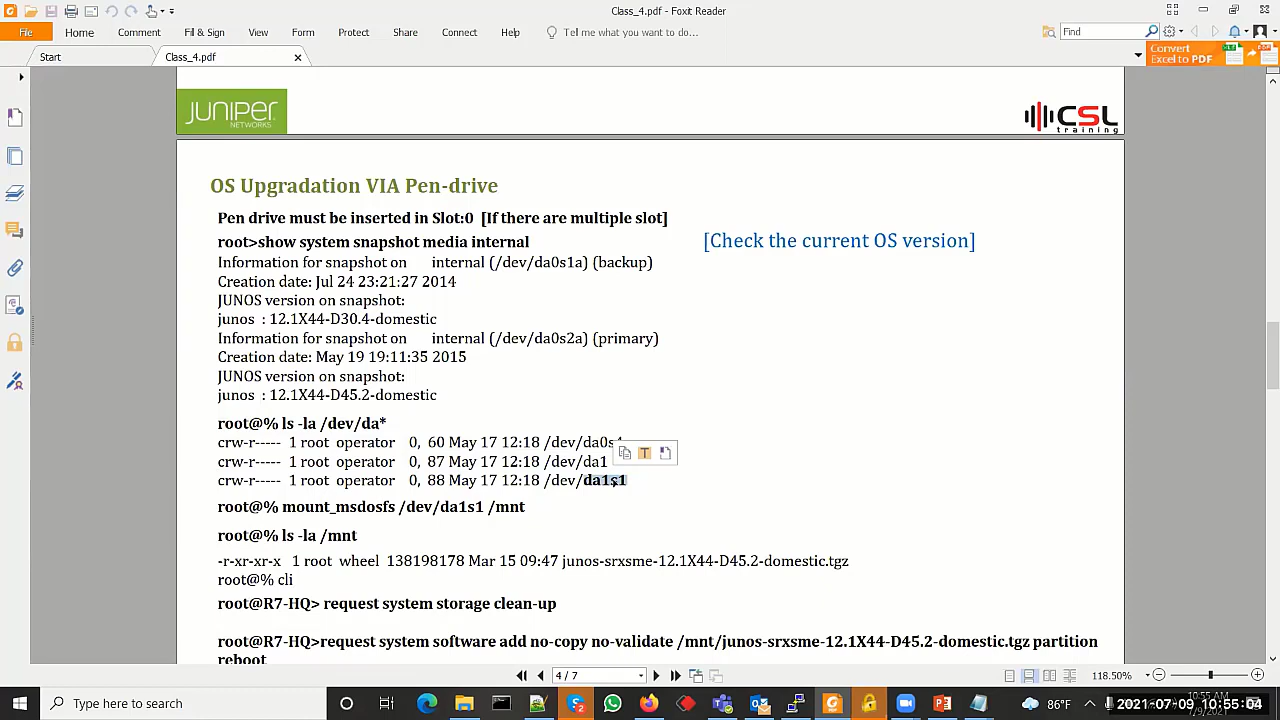 Class_4.pdf - Foxit Reader
File Home Comment Fill & Sign View Form Protect Share Connect Help Tell me what you want to do... Find
Start Class_4.pdf
Convert
Excel to PDF
JUNIPER
NETWORKS
CSL
training
OS Upgradation VIA Pen-drive
Pen drive must be inserted in Slot:0 [If there are multiple slot]
root>show system snapshot media internal [Check the current OS version]
Information for snapshot on internal (/dev/da0s1a) (backup)
Creation date: Jul 24 23:21:27 2014
JUNOS version on snapshot:
junos : 12.1X44-D30.4-domestic
Information for snapshot on internal (/dev/da0s2a) (primary)
Creation date: May 19 19:11:35 2015
JUNOS version on snapshot:
junos : 12.1X44-D45.2-domestic
root@% ls -la /dev/da*
crw-r----- 1 root operator 0, 60 May 17 12:18 /dev/da0s4
crw-r----- 1 root operator 0, 87 May 17 12:18 /dev/da1
crw-r----- 1 root operator 0, 88 May 17 12:18 /dev/da1s1
root@% mount_msdosfs /dev/da1s1 /mnt
root@% ls -la /mnt
-r-xr-xr-x 1 root wheel 138198178 Mar 15 09:47 junos-srxsme-12.1X44-D45.2-domestic.tgz
root@% cli
root@R7-HQ> request system storage clean-up
root@R7-HQ>request system software add no-copy no-validate /mnt/junos-srxsme-12.1X44-D45.2-domestic.tgz partition
reboot
4 / 7 118.50%
Type here to search 86°F 2021-07-09 10:55:04